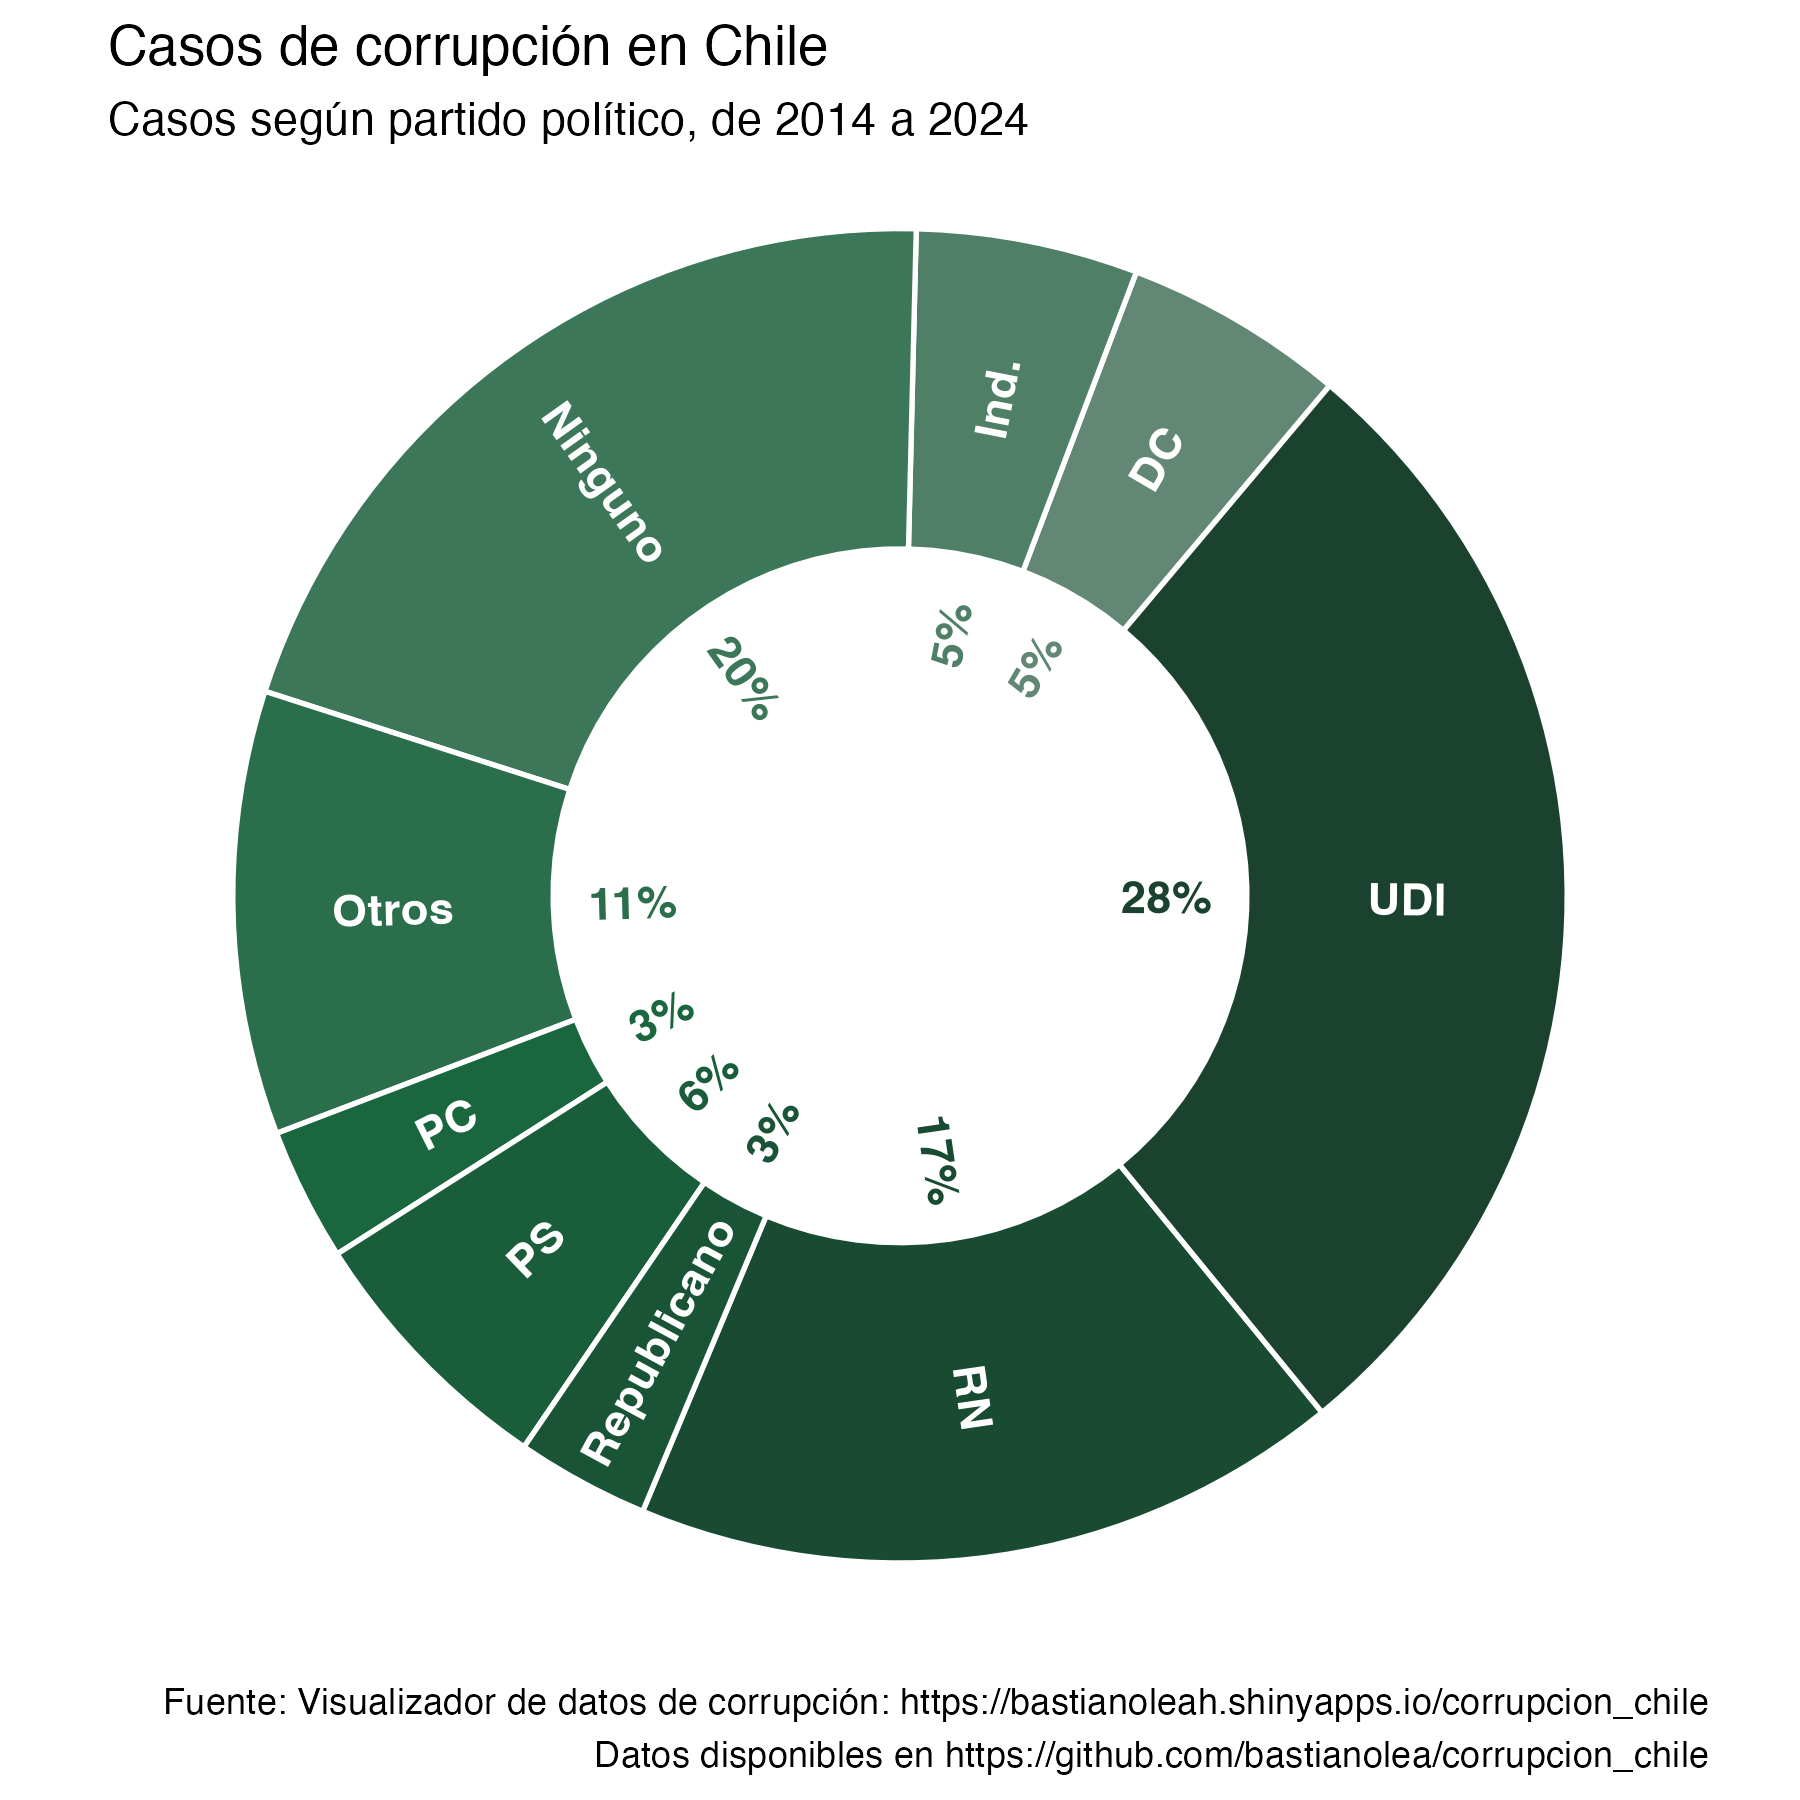 Casos de corrupción en Chile
Casos según partido político, de 2014 a 2024
Ind.
DC
Ninguno
5%
5%
20%
UDI
28%
Otros
11%
3%
PC
6%
3%
17%
PS
Republicano
RN
Fuente: Visualizador de datos de corrupción: https://bastianoleah.shinyapps.io/corrupcion_chile
Datos disponibles en https://github.com/bastianolea/corrupcion_chile